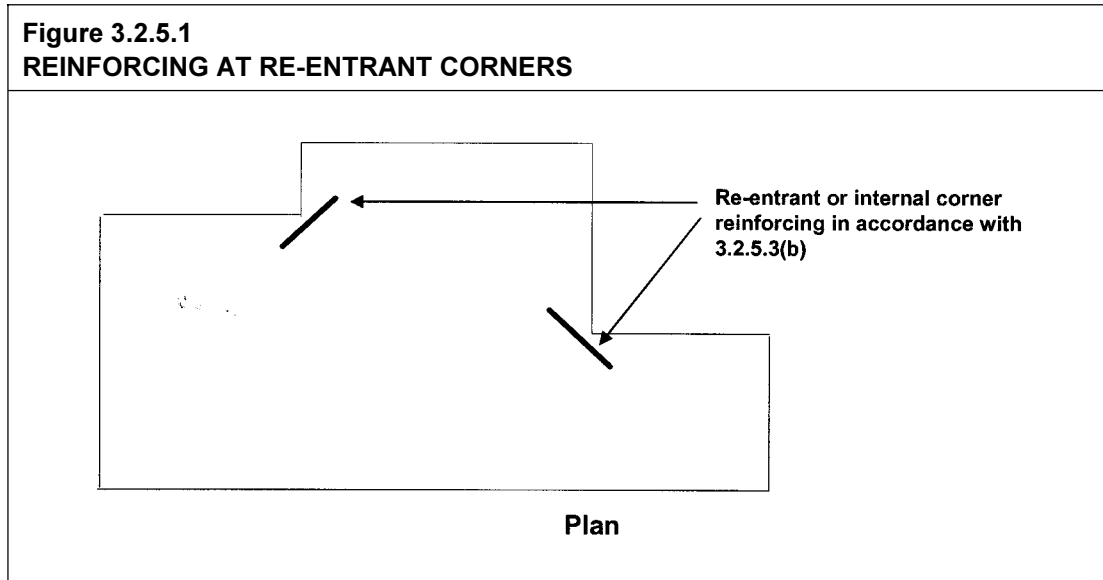 Figure 3.2.5.1
REINFORCING AT RE-ENTRANT CORNERS
Re-entrant or internal corner
reinforcing in accordance with
3.2.5.3(b)
Plan